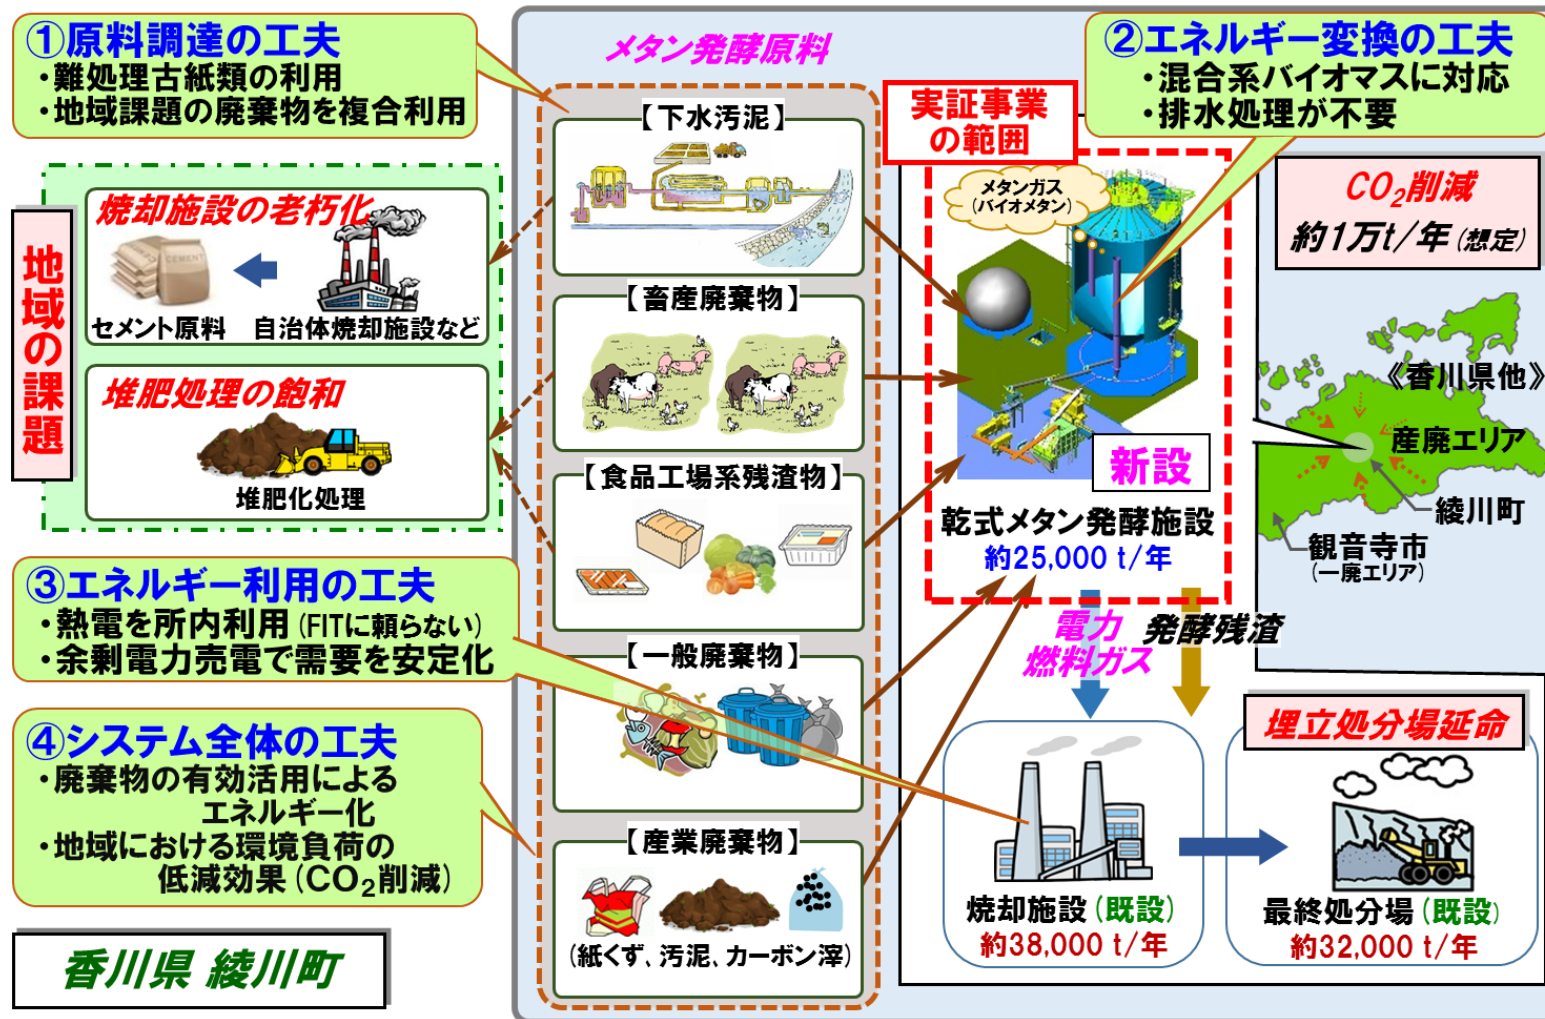 ①原料調達の工夫
・難処理古紙類の利用
・地域課題の廃棄物を複合利用
地域の課題
焼却施設の老朽化
CEMENT
セメント原料
自治体焼却施設など
堆肥処理の飽和
堆肥化処理
③エネルギー利用の工夫
・熱電を所内利用(FITに頼らない)
・余剰電力売電で需要を安定化
④システム全体の工夫
・廃棄物の有効活用による
エネルギー化
・地域における環境負荷の
低減効果(CO₂削減)
香川県 綾川町
メタン発酵原料
【下水汚泥】
【畜産廃棄物】
【食品工場系残渣物】
【一般廃棄物】
【産業廃棄物】
(紙くず、汚泥、カーボン滓)
②エネルギー変換の工夫
・混合系バイオマスに対応
・排水処理が不要
実証事業
の範囲
メタンガス
(バイオメタン)
新設
乾式メタン発酵施設
約25,000 t/年
電力
燃料ガス
発酵残渣
CO₂削減
約1万t/年(想定)
《香川県他》
産廃エリア
綾川町
観音寺市
(一廃エリア)
埋立処分場延命
焼却施設(既設)
約38,000 t/年
最終処分場(既設)
約32,000 t/年